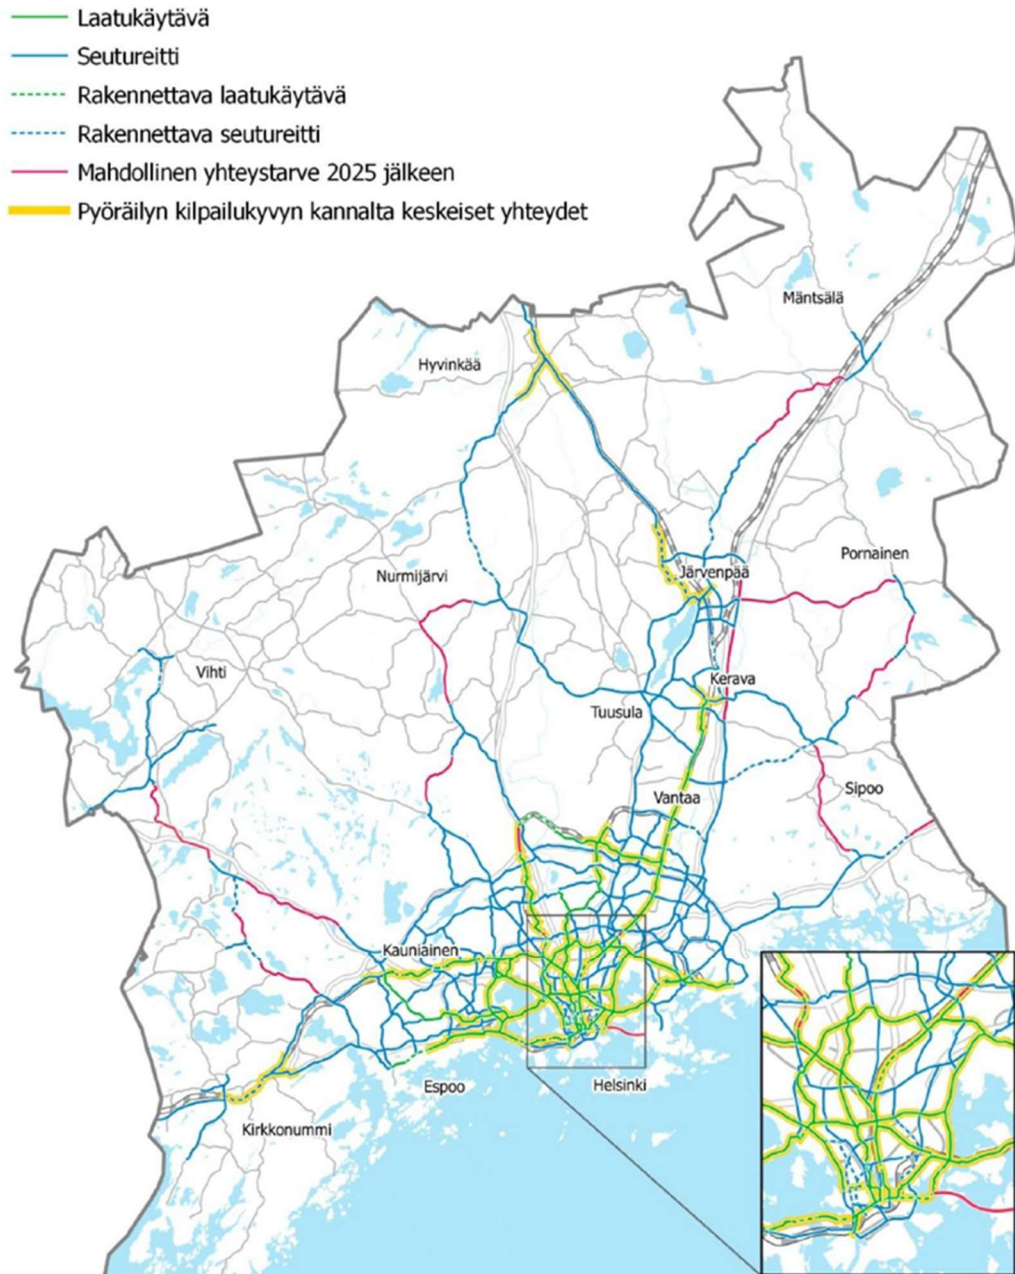 Laatukäytävä
Seutureitti
Rakennettava laatukäytävä
Rakennettava seutureitti
Mahdollinen yhteystarve 2025 jälkeen
Pyöräilyn kilpailukyvyn kannalta keskeiset yhteydet
Mäntsälä
Hyvinkää
Pornainen
Järvenpää
Nurmijärvi
Vihti
Kerava
Tuusula
Sipoo
Vantaa
Kauniainen
Espoo
Helsinki
Kirkkonummi